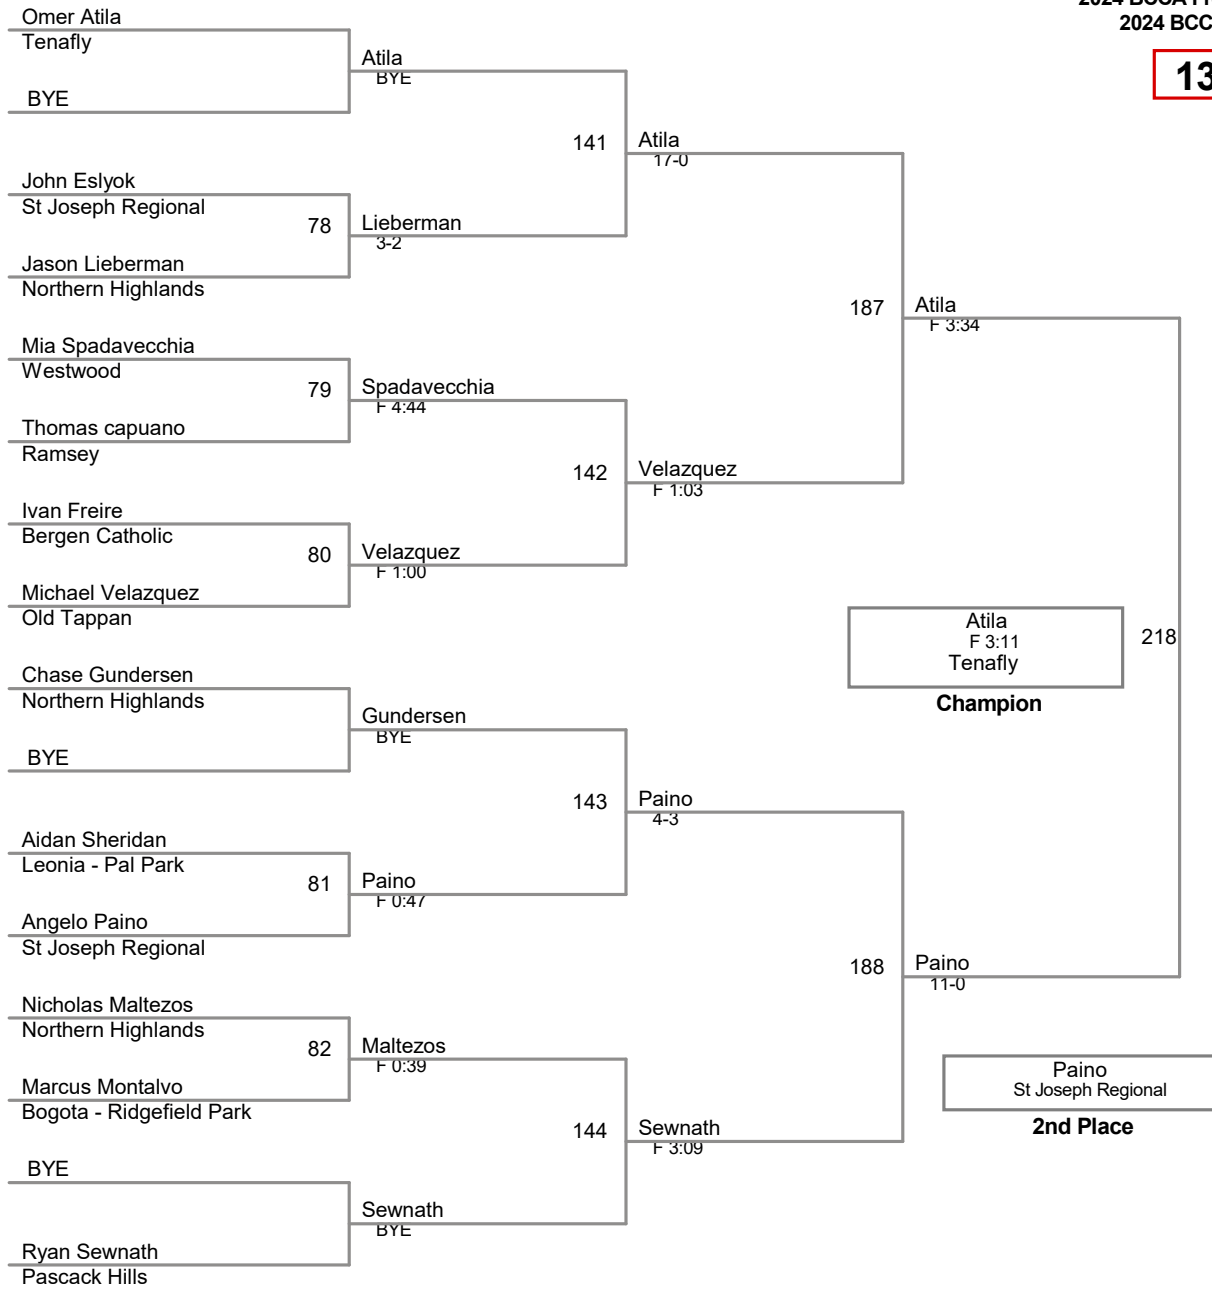 2024 BCC
13
Omer Atila
Tenafly
BYE
Atila
BYE
John Eslyok
St Joseph Regional
78
Jason Lieberman
Northern Highlands
Lieberman
3-2
141
Atila
17-0
Mia Spadavecchia
Westwood
79
Thomas capuano
Ramsey
Spadavecchia
F 4:44
Ivan Freire
Bergen Catholic
80
Michael Velazquez
Old Tappan
Velazquez
F 1:00
142
Velazquez
F 1:03
187
Atila
F 3:34
Chase Gundersen
Northern Highlands
BYE
Gundersen
BYE
Aidan Sheridan
Leonia - Pal Park
81
Angelo Paino
St Joseph Regional
Paino
F 0:47
143
Paino
4-3
Nicholas Maltezos
Northern Highlands
82
Marcus Montalvo
Bogota - Ridgefield Park
Maltezos
F 0:39
BYE
Ryan Sewnath
Pascack Hills
Sewnath
BYE
144
Sewnath
F 3:09
188
Paino
11-0
218
Atila
F 3:11
Tenafly
Champion
Paino
St Joseph Regional
2nd Place